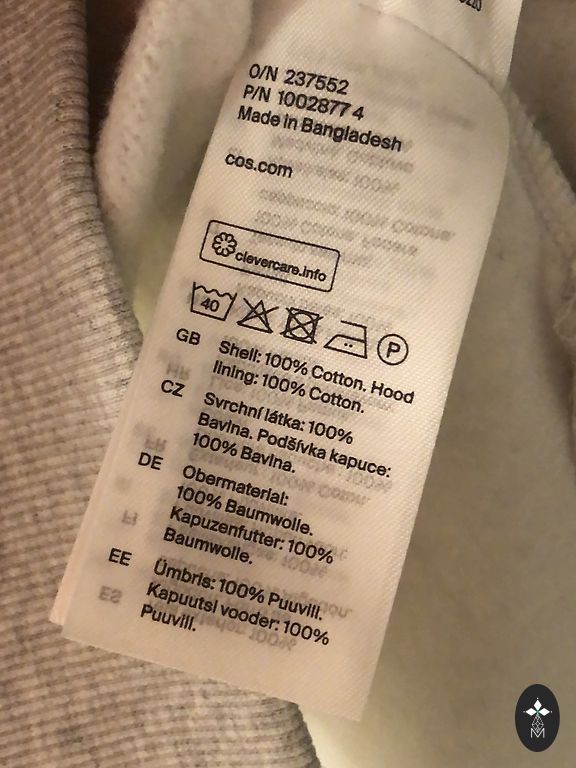 O/N 237552
P/N 10028774
Made in Bangladesh
cos.com
clevercare.info
40
P
GB Shell: 100% Cotton. Hood
lining: 100% Cotton.
CZ Svrchní látka: 100%
Bavlna. Podšívka kapuce:
100% Bavlna.
DE Obermaterial:
100% Baumwolle.
Kapuzenfutter: 100%
Baumwolle.
EE Ümbris: 100% Puuvill.
Kapuutsi vooder: 100%
Puuvill.